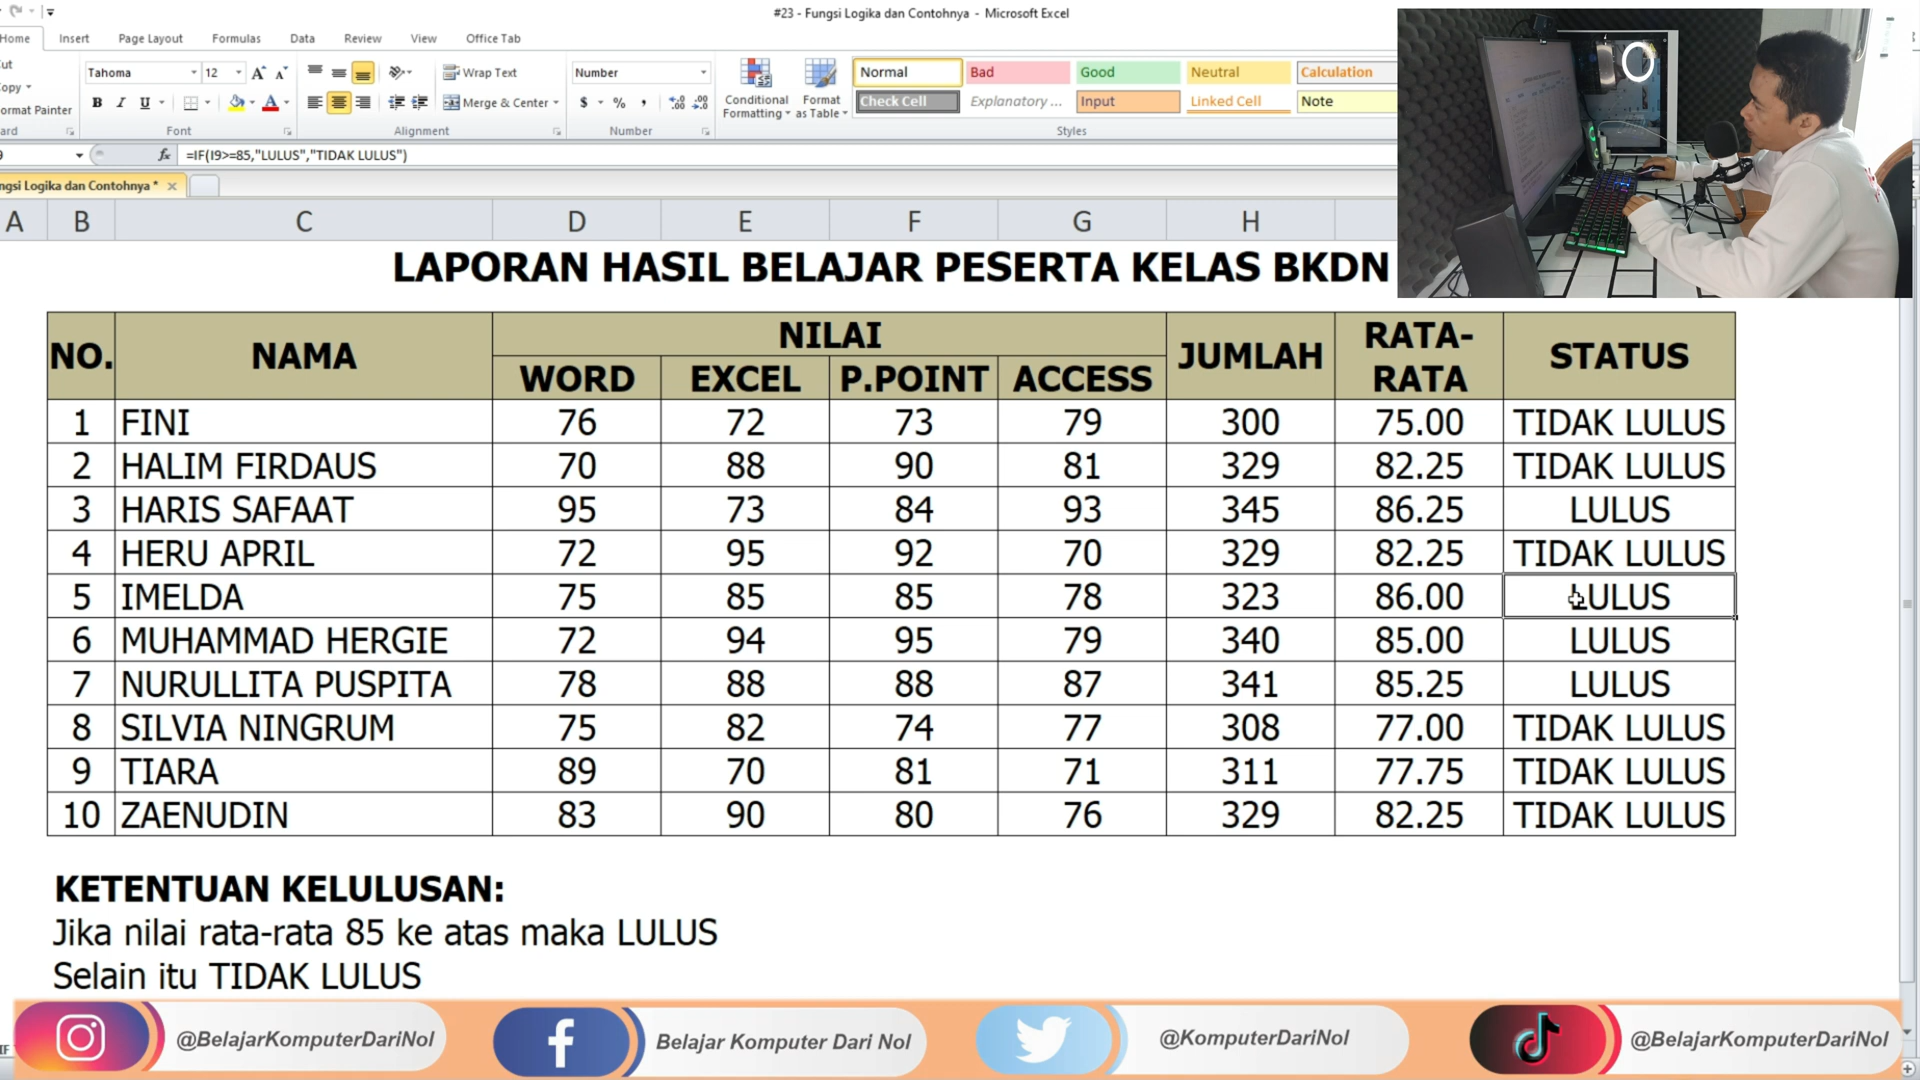 #23 - Fungsi Logika dan Contohnya - Microsoft Excel
Home Insert Page Layout Formulas Data Review View Office Tab
Tahoma 12 Wrap Text Number Normal Bad Good Neutral Calculation
Format Painter B I U Merge & Center $ % , Conditional Formatting Format as Table Check Cell Explanatory ... Input Linked Cell Note
Font Alignment Number Styles
fx =IF(I9>=85,"LULUS","TIDAK LULUS")
ngsi Logika dan Contohnya *
A B C D E F G H
LAPORAN HASIL BELAJAR PESERTA KELAS BKDN
NO. NAMA NILAI JUMLAH RATA-RATA STATUS
WORD EXCEL P.POINT ACCESS
1 FINI 76 72 73 79 300 75.00 TIDAK LULUS
2 HALIM FIRDAUS 70 88 90 81 329 82.25 TIDAK LULUS
3 HARIS SAFAAT 95 73 84 93 345 86.25 LULUS
4 HERU APRIL 72 95 92 70 329 82.25 TIDAK LULUS
5 IMELDA 75 85 85 78 323 86.00 LULUS
6 MUHAMMAD HERGIE 72 94 95 79 340 85.00 LULUS
7 NURULLITA PUSPITA 78 88 88 87 341 85.25 LULUS
8 SILVIA NINGRUM 75 82 74 77 308 77.00 TIDAK LULUS
9 TIARA 89 70 81 71 311 77.75 TIDAK LULUS
10 ZAENUDIN 83 90 80 76 329 82.25 TIDAK LULUS
KETENTUAN KELULUSAN:
Jika nilai rata-rata 85 ke atas maka LULUS
Selain itu TIDAK LULUS
@BelajarKomputerDariNol Belajar Komputer Dari Nol @KomputerDariNol @BelajarKomputerDariNol